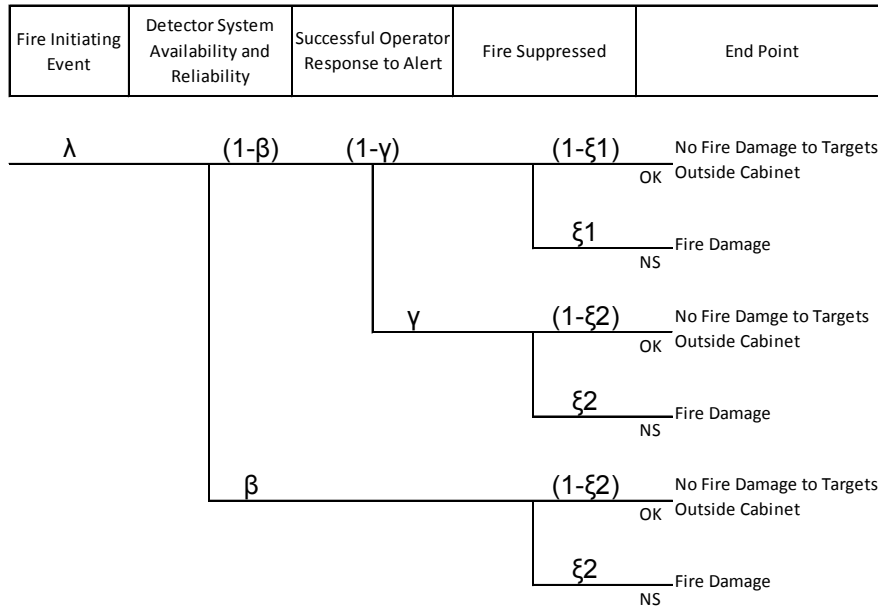 Fire Initiating
Event
Detector System
Availability and
Reliability
Successful Operator
Response to Alert
Fire Suppressed
End Point
λ
(1-β)
(1-γ)
(1-ξ1)
No Fire Damage to Targets
OK
Outside Cabinet
ξ1
Fire Damage
NS
γ
(1-ξ2)
No Fire Damge to Targets
OK
Outside Cabinet
ξ2
Fire Damage
NS
β
(1-ξ2)
No Fire Damage to Targets
OK
Outside Cabinet
ξ2
Fire Damage
NS